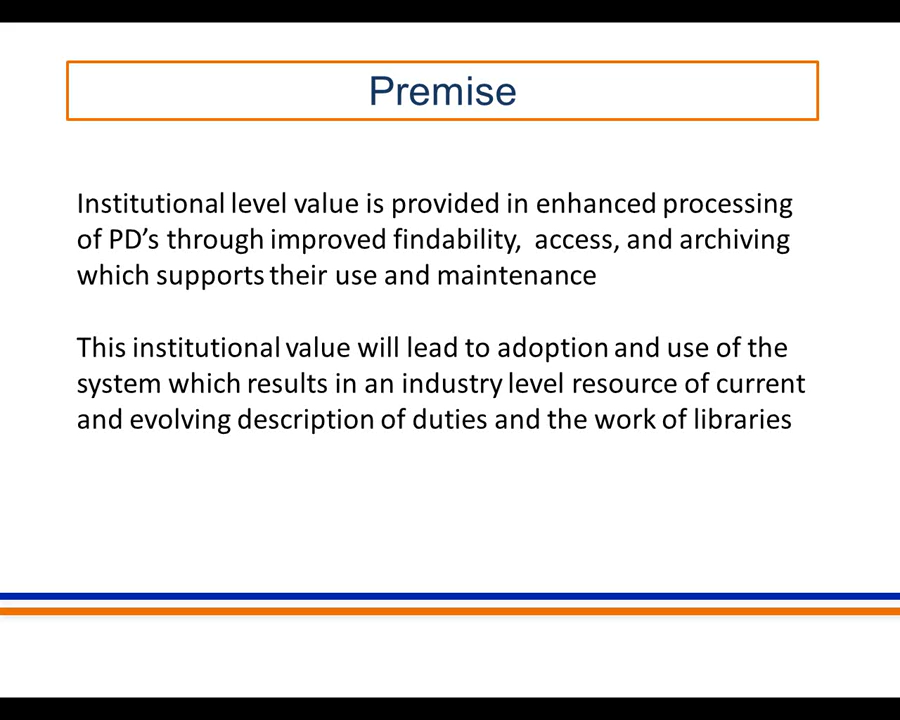 Premise
Institutional level value is provided in enhanced processing
of PD’s through improved findability,  access, and archiving
which supports their use and maintenance
This institutional value will lead to adoption and use of the
system which results in an industry level resource of current
and evolving description of duties and the work of libraries